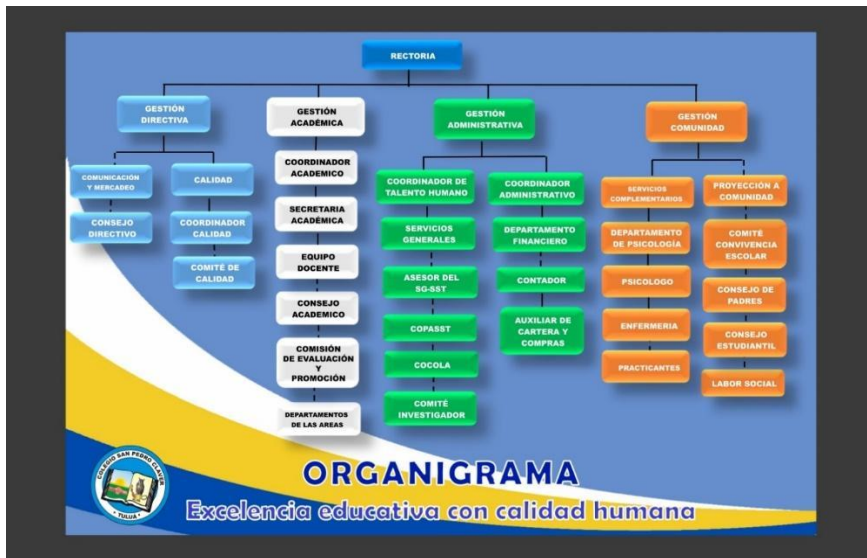 RECTORIA
GESTIÓN
DIRECTIVA
COMUNICACIÓN
Y MERCADEO
CONSEJO
DIRECTIVO
CALIDAD
COORDINADOR
CALIDAD
COMITÉ DE
CALIDAD
GESTIÓN
ACADÉMICA
COORDINADOR
ACADEMICO
SECRETARIA
ACADÉMICA
EQUIPO
DOCENTE
CONSEJO
ACADEMICO
COMISIÓN
DE EVALUACIÓN
Y
PROMOCIÓN
DEPARTAMENTOS
DE LAS AREAS
GESTIÓN
ADMINISTRATIVA
COORDINADOR DE
TALENTO HUMANO
SERVICIOS
GENERALES
ASESOR DEL
SG-SST
COPASST
COCOLA
COMITÉ
INVESTIGADOR
COORDINADOR
ADMINISTRATIVO
DEPARTAMENTO
FINANCIERO
CONTADOR
AUXILIAR DE
CARTERA Y
COMPRAS
GESTIÓN
COMUNIDAD
SERVICIOS
COMPLEMENTARIOS
DEPARTAMENTO
DE PSICOLOGÍA
PSICOLOGO
ENFERMERIA
PRACTICANTES
PROYECCIÓN A
COMUNIDAD
COMITÉ
CONVIVENCIA
ESCOLAR
CONSEJO DE
PADRES
CONSEJO
ESTUDIANTIL
LABOR SOCIAL
COLEGIO SAN PEDRO CLAVER
TULUA
ORGANIGRAMA
Excelencia educativa con calidad humana